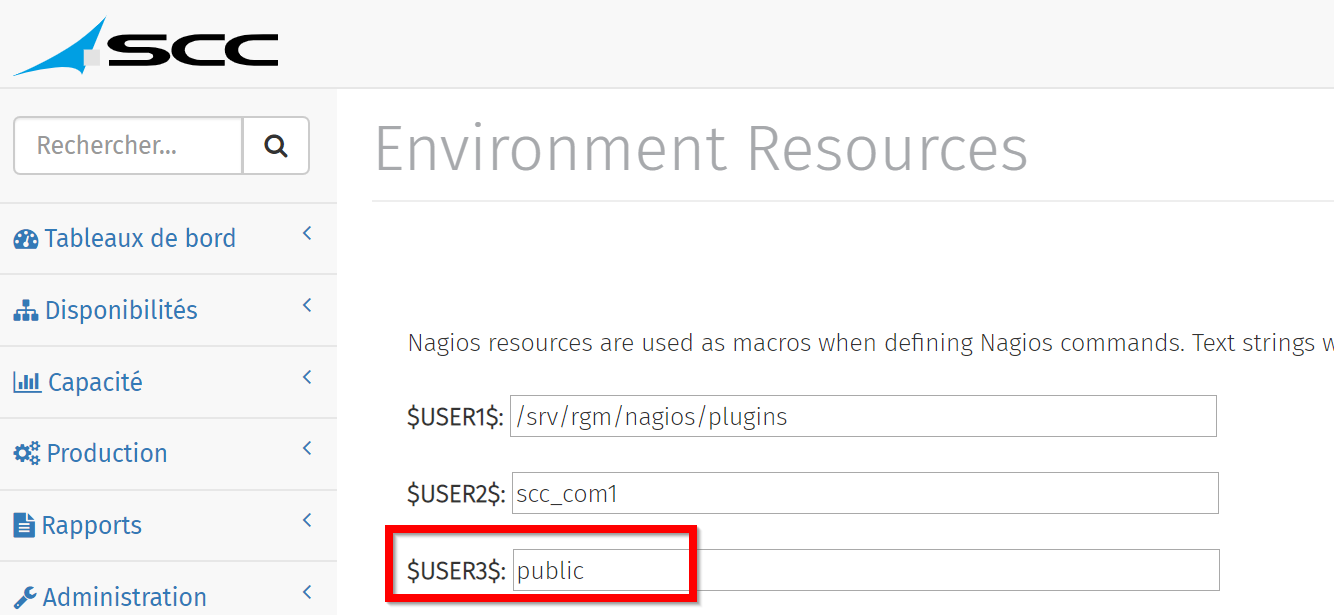 SCC
Rechercher...
Environment Resources
Tableaux de bord
Disponibilités
Nagios resources are used as macros when defining Nagios commands. Text strings
Capacité
$USER1$: /srv/rgm/nagios/plugins
Production
$USER2$: scc_com1
Rapports
$USER3$: public
Administration